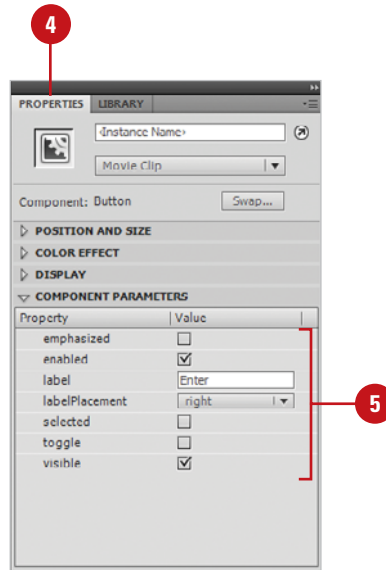 4
PROPERTIES LIBRARY
<Instance Name>
Movie Clip
Component: Button Swap...
POSITION AND SIZE
COLOR EFFECT
DISPLAY
COMPONENT PARAMETERS
Property Value
emphasized
enabled
label Enter
labelPlacement right
selected
toggle
visible
5